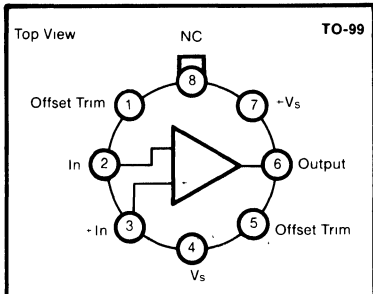 Top View
TO-99
NC
8
Offset Trim 1
7 +Vs
In 2
6 Output
+In 3
5 Offset Trim
4
Vs